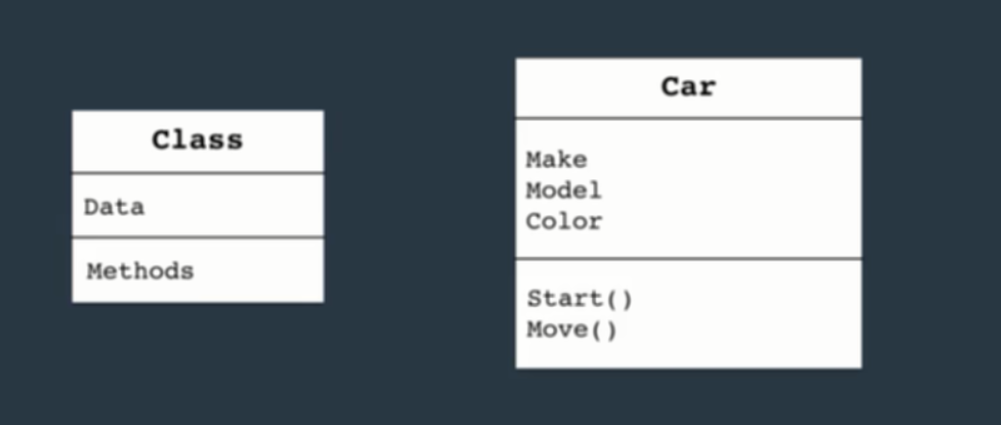 Class
Data
Methods
Car
Make
Model
Color
Start()
Move()